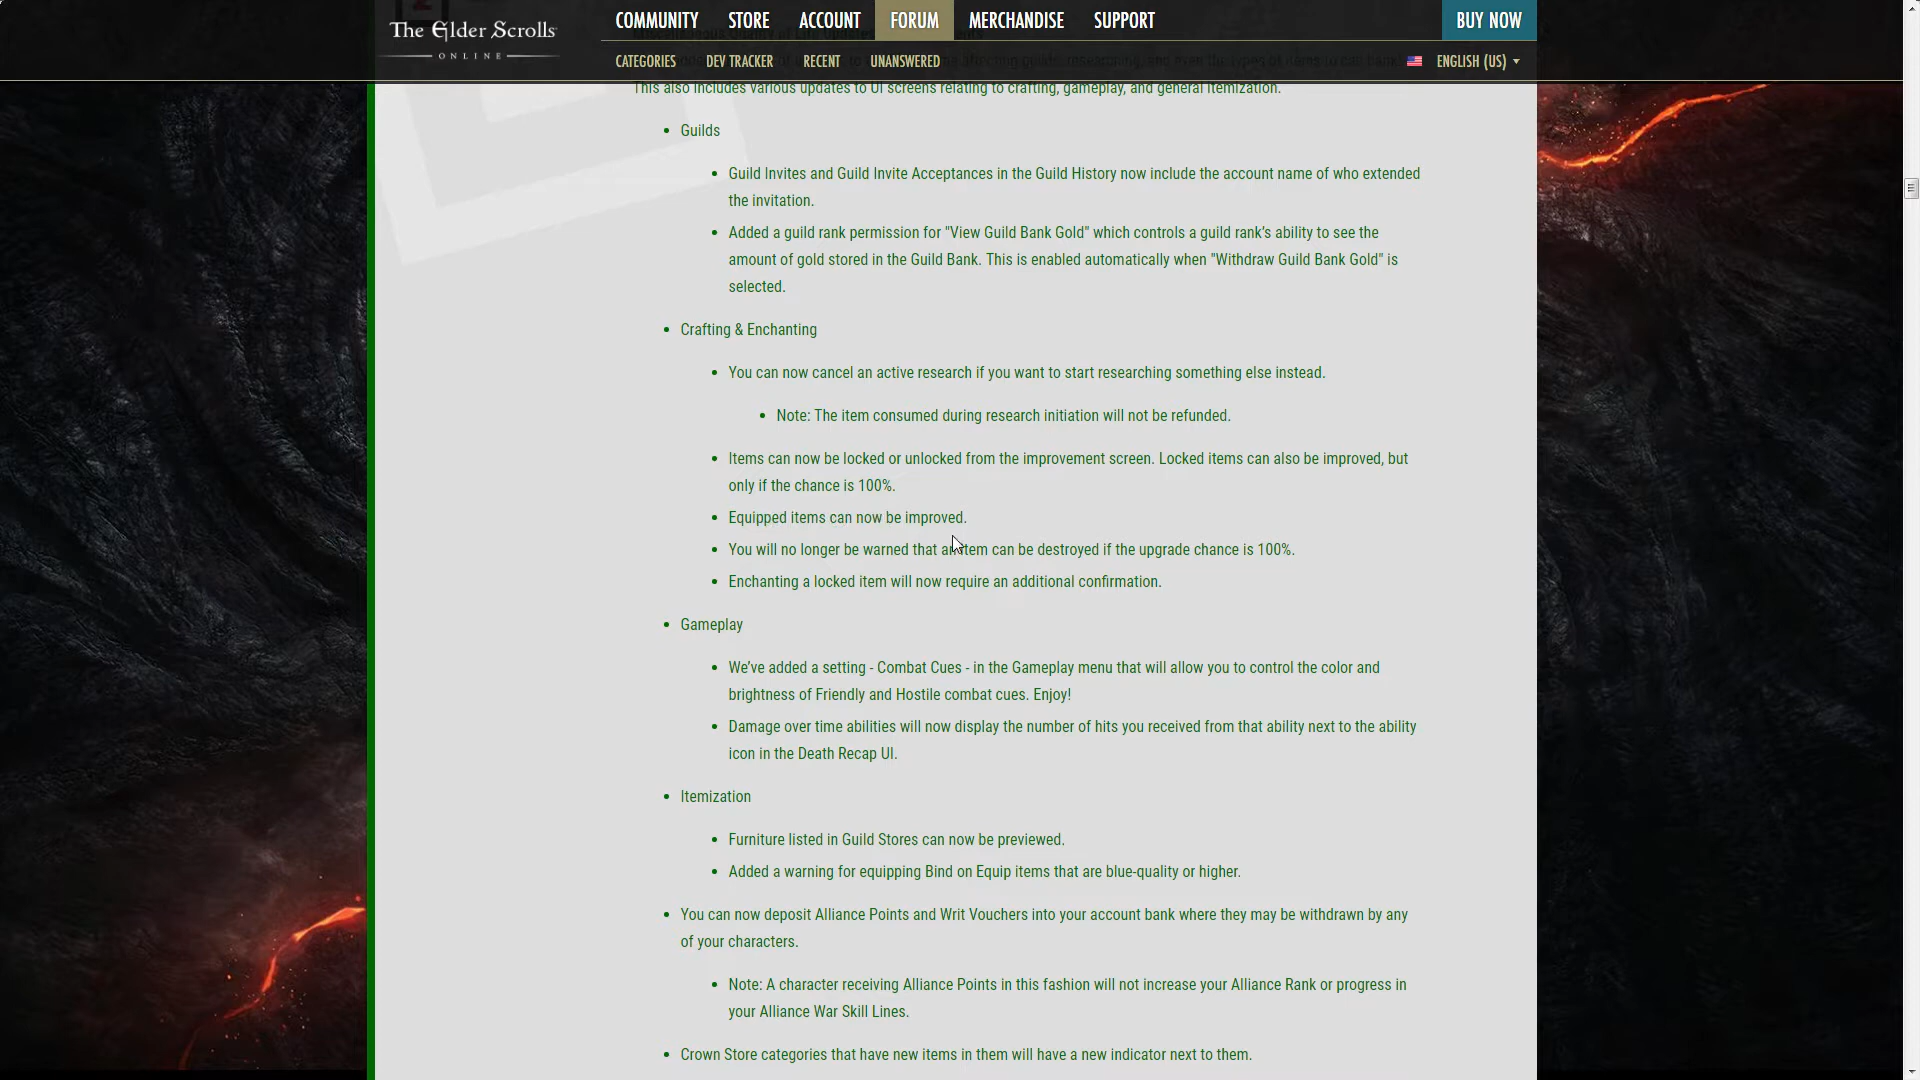 The Elder Scrolls
ONLINE
COMMUNITY STORE ACCOUNT FORUM MERCHANDISE SUPPORT BUY NOW
CATEGORIES DEV TRACKER RECENT UNANSWERED ENGLISH (US)
This also includes various updates to UI screens relating to crafting, gameplay, and general itemization.
Guilds
Guild Invites and Guild Invite Acceptances in the Guild History now include the account name of who extended
the invitation.
Added a guild rank permission for "View Guild Bank Gold" which controls a guild rank's ability to see the
amount of gold stored in the Guild Bank. This is enabled automatically when "Withdraw Guild Bank Gold" is
selected.
Crafting & Enchanting
You can now cancel an active research if you want to start researching something else instead.
Note: The item consumed during research initiation will not be refunded.
Items can now be locked or unlocked from the improvement screen. Locked items can also be improved, but
only if the chance is 100%.
Equipped items can now be improved.
You will no longer be warned that an item can be destroyed if the upgrade chance is 100%.
Enchanting a locked item will now require an additional confirmation.
Gameplay
We've added a setting - Combat Cues - in the Gameplay menu that will allow you to control the color and
brightness of Friendly and Hostile combat cues. Enjoy!
Damage over time abilities will now display the number of hits you received from that ability next to the ability
icon in the Death Recap UI.
Itemization
Furniture listed in Guild Stores can now be previewed.
Added a warning for equipping Bind on Equip items that are blue-quality or higher.
You can now deposit Alliance Points and Writ Vouchers into your account bank where they may be withdrawn by any
of your characters.
Note: A character receiving Alliance Points in this fashion will not increase your Alliance Rank or progress in
your Alliance War Skill Lines.
Crown Store categories that have new items in them will have a new indicator next to them.